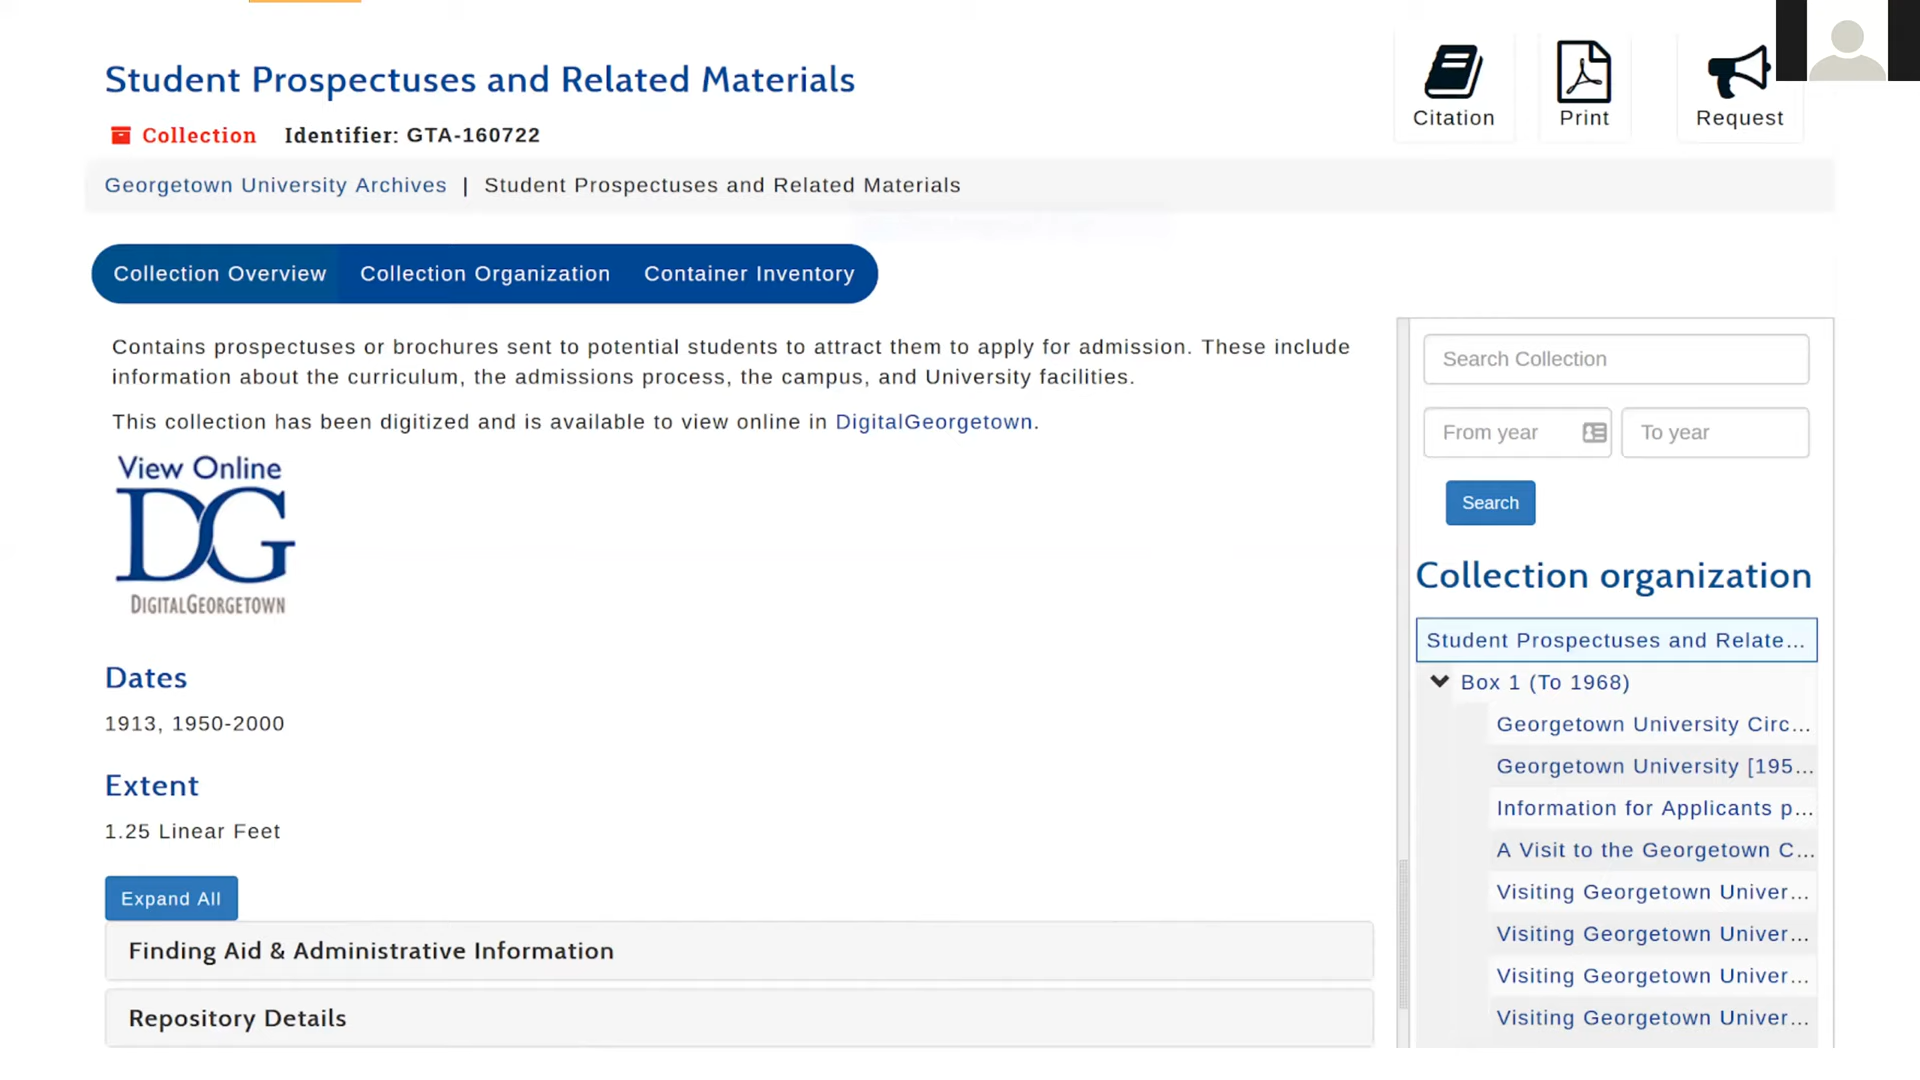 Student Prospectuses and Related Materials
Citation
Print
Request
Collection Identifier: GTA-160722
Georgetown University Archives | Student Prospectuses and Related Materials
Collection Overview Collection Organization Container Inventory
Contains prospectuses or brochures sent to potential students to attract them to apply for admission. These include
information about the curriculum, the admissions process, the campus, and University facilities.
This collection has been digitized and is available to view online in DigitalGeorgetown.
View Online
DG
DIGITALGEORGETOWN
Dates
1913, 1950-2000
Extent
1.25 Linear Feet
Expand All
Finding Aid & Administrative Information
Repository Details
Search Collection
From year
To year
Search
Collection organization
Student Prospectuses and Relate...
Box 1 (To 1968)
Georgetown University Circ...
Georgetown University [195...
Information for Applicants p...
A Visit to the Georgetown C...
Visiting Georgetown Univer...
Visiting Georgetown Univer...
Visiting Georgetown Univer...
Visiting Georgetown Univer...